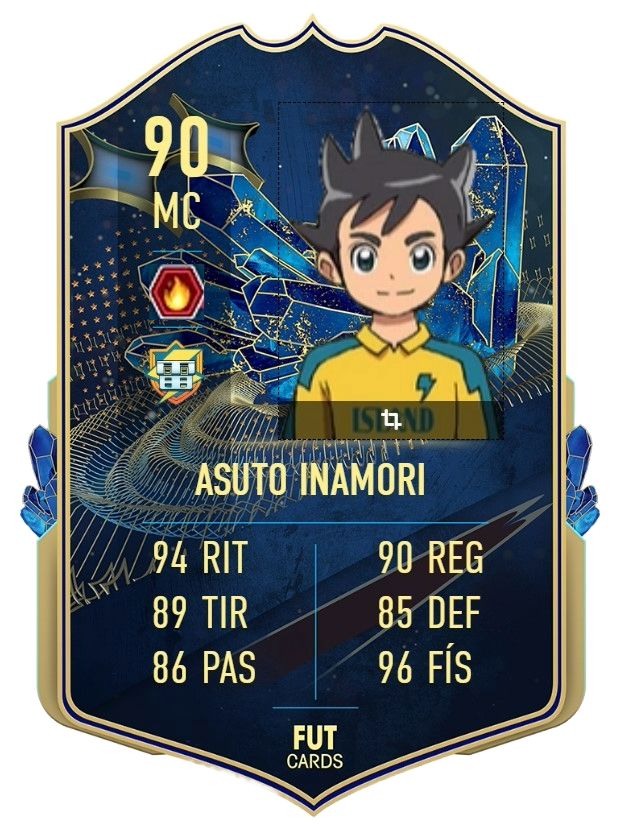 90
MC
ASUTO INAMORI
94 RIT
90 REG
89 TIR
85 DEF
86 PAS
96 FÍS
FUT
CARDS